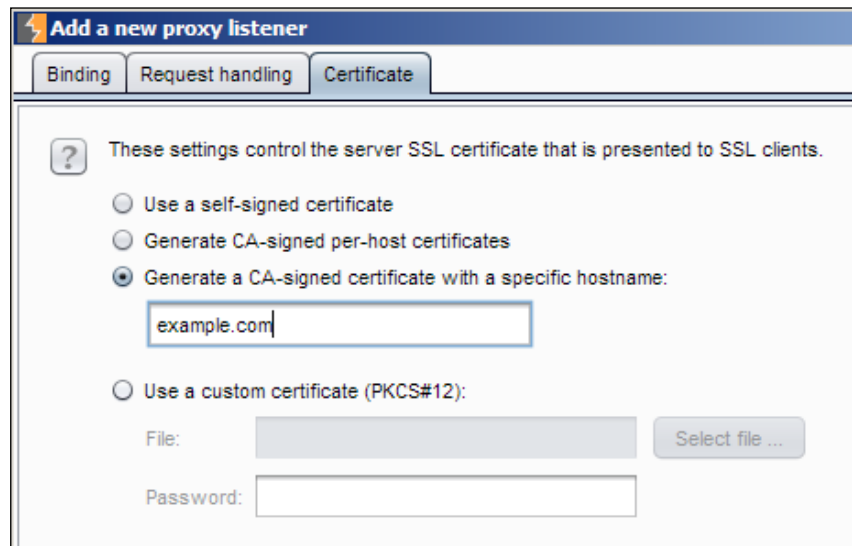 Add a new proxy listener
Binding Request handling Certificate
?
These settings control the server SSL certificate that is presented to SSL clients.
Use a self-signed certificate
Generate CA-signed per-host certificates
Generate a CA-signed certificate with a specific hostname:
example.com
Use a custom certificate (PKCS#12):
File: Select file ...
Password: